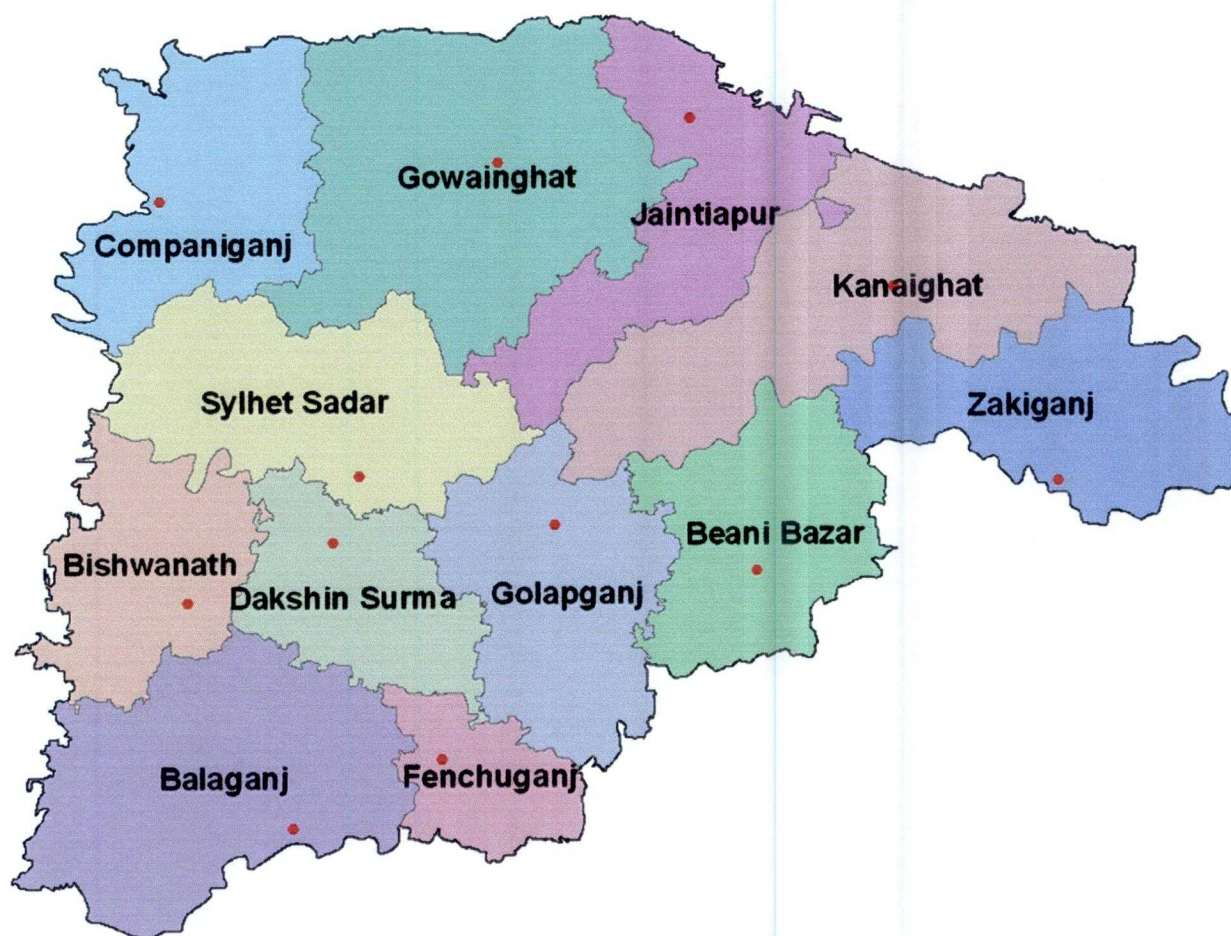 Gowainghat
Jaintiapur
Companiganj
Kanaighat
Sylhet Sadar
Zakiganj
Beani Bazar
Bishwanath
Dakshin Surma
Golapganj
Balaganj
Fenchuganj